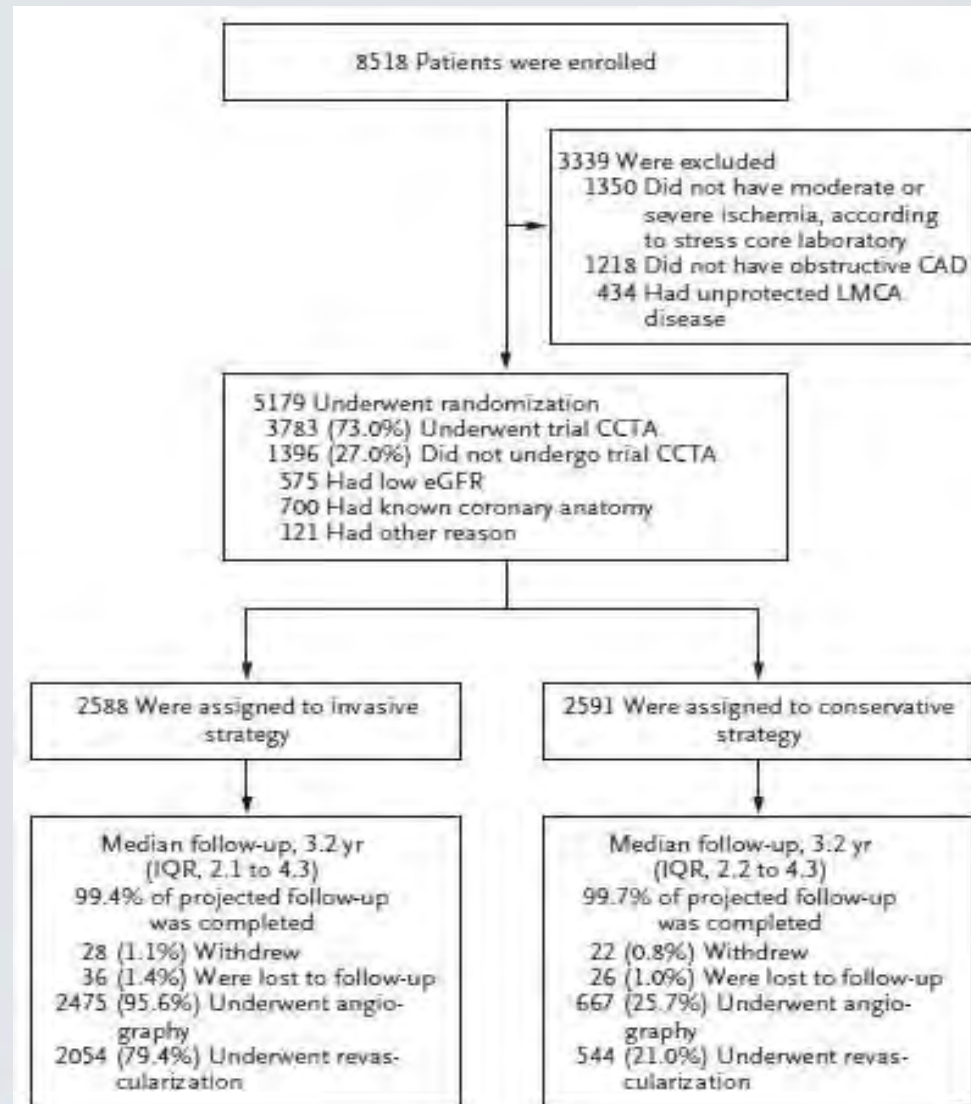 8518 Patients were enrolled
3339 Were excluded
1350 Did not have moderate or
severe ischemia, according
to stress core laboratory
1218 Did not have obstructive CAD
434 Had unprotected LMCA
disease
5179 Underwent randomization
3783 (73.0%) Underwent trial CCTA
1396 (27.0%) Did not undergo trial CCTA
575 Had low eGFR
700 Had known coronary anatomy
121 Had other reason
2588 Were assigned to invasive
strategy
2591 Were assigned to conservative
strategy
Median follow-up, 3.2 yr
(IQR, 2.1 to 4.3)
99.4% of projected follow-up
was completed
28 (1.1%) Withdrew
36 (1.4%) Were lost to follow-up
2475 (95.6%) Underwent angio-
graphy
2054 (79.4%) Underwent revas-
cularization
Median follow-up, 3.2 yr
(IQR, 2.2 to 4.3)
99.7% of projected follow-up
was completed
22 (0.8%) Withdrew
26 (1.0%) Were lost to follow-up
667 (25.7%) Underwent angio-
graphy
544 (21.0%) Underwent revas-
cularization